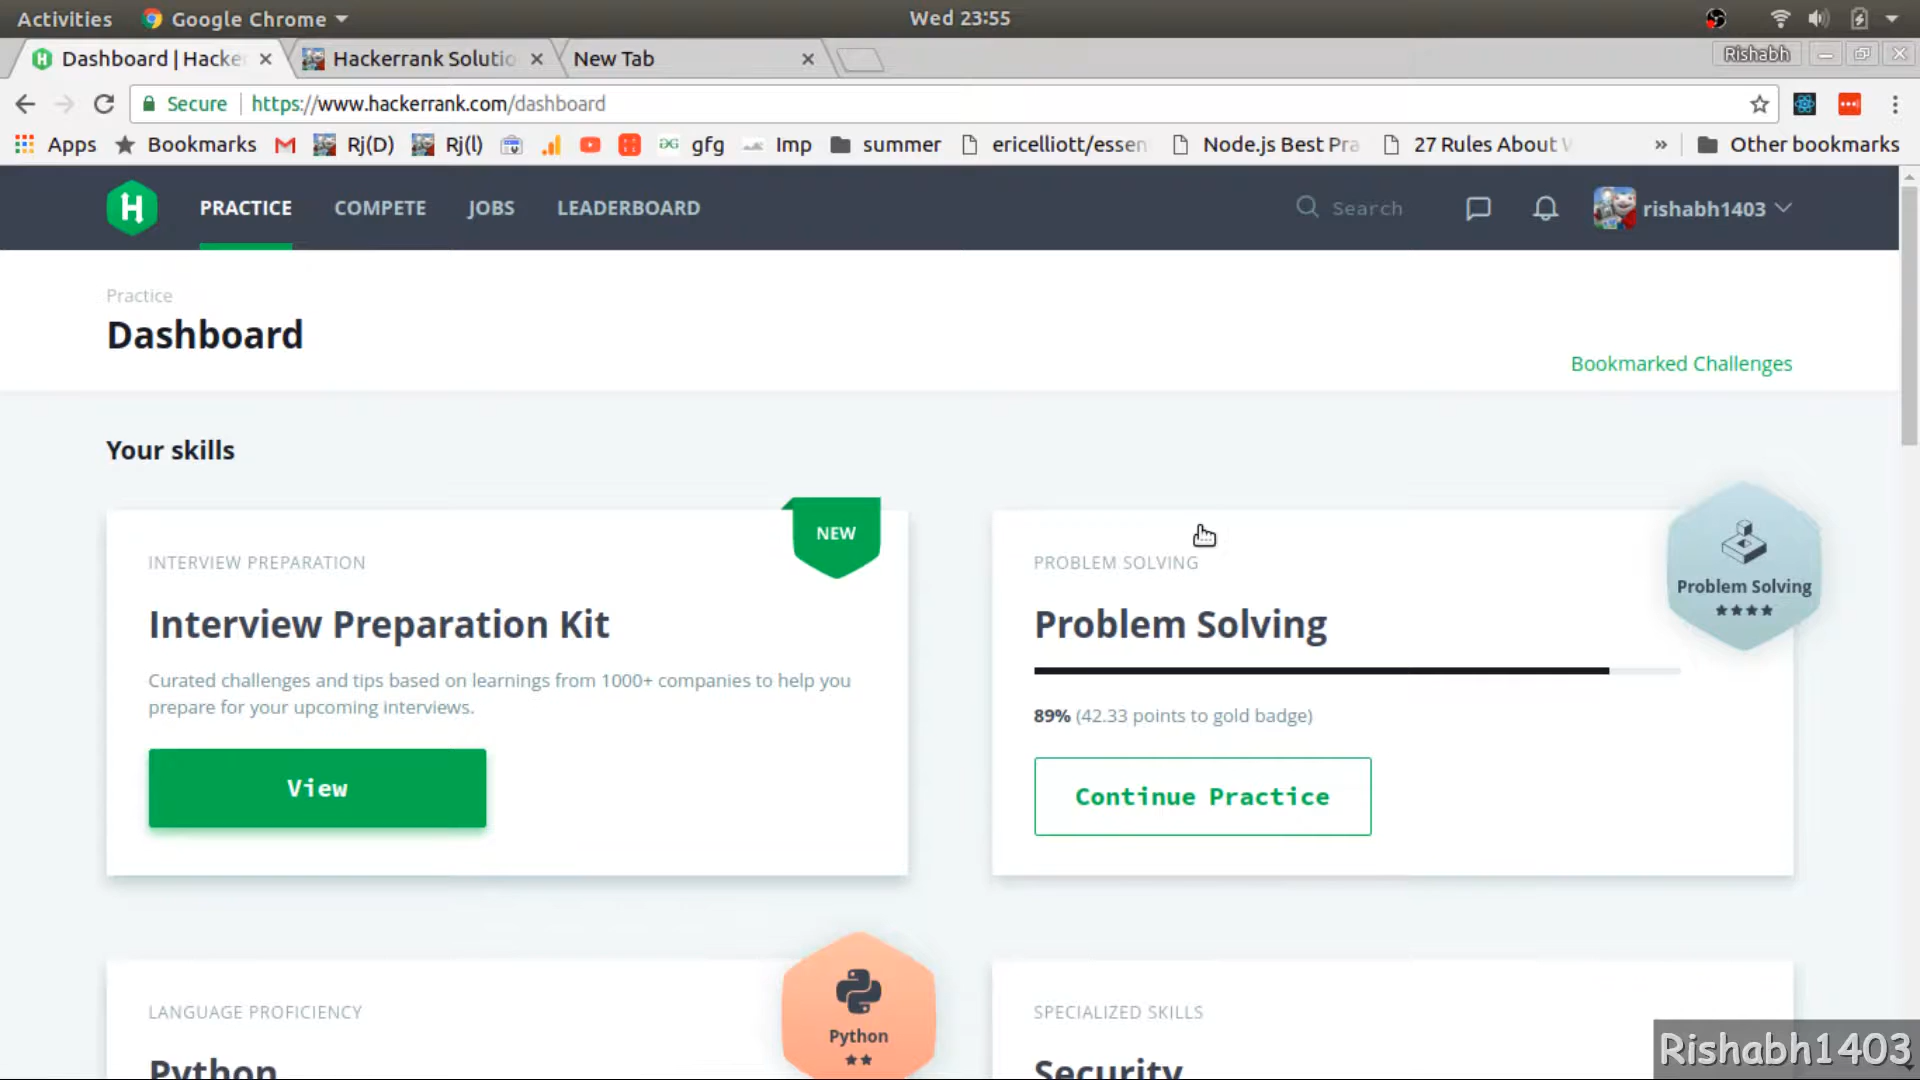 Activities Google Chrome Wed 23:55
Dashboard | Hacke Hackerrank Solutio New Tab Rishabh
Secure https://www.hackerrank.com/dashboard
Apps Bookmarks Rj(D) Rj(l) gfg Imp summer ericelliott/essen Node.js Best Pra 27 Rules About » Other bookmarks
H PRACTICE COMPETE JOBS LEADERBOARD Search rishabh1403
Practice
Dashboard
Bookmarked Challenges
Your skills
NEW
INTERVIEW PREPARATION
Interview Preparation Kit
Curated challenges and tips based on learnings from 1000+ companies to help you
prepare for your upcoming interviews.
View
PROBLEM SOLVING
Problem Solving
Problem Solving
89% (42.33 points to gold badge)
Continue Practice
LANGUAGE PROFICIENCY
Python
Python
SPECIALIZED SKILLS
Security
Rishabh1403